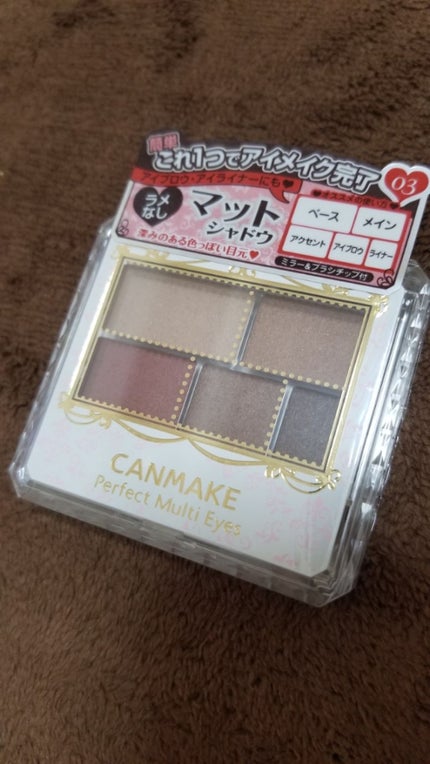 簡単
これ1つでアイメイク完了
アイブロウ・アイライナーにも♥
03
ラメ
なし
マット
シャドウ
深みのある色っぽい目元♥
♥オススメの使い方♥
ベース
メイン
アクセント
アイブロウ
ライナー
ミラー&ブラシチップ付
CANMAKE
Perfect Multi Eyes